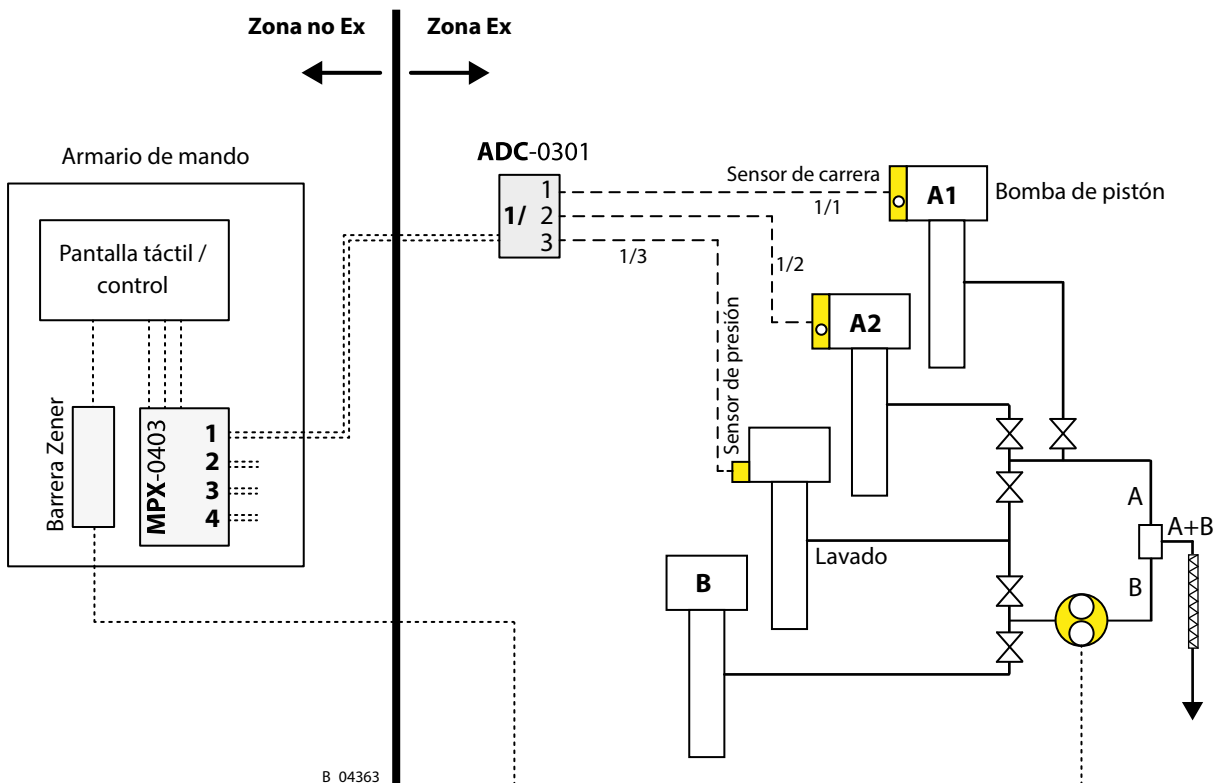 Zona no Ex
Zona Ex
Armario de mando
ADC-0301
1/
1
2
3
Sensor de carrera
1/1
1/2
1/3
A1
Bomba de pistón
Pantalla táctil /
control
A2
Sensor de presión
Barrera Zener
MPX-0403
1
2
3
4
Lavado
B
A
A+B
B
B_04363